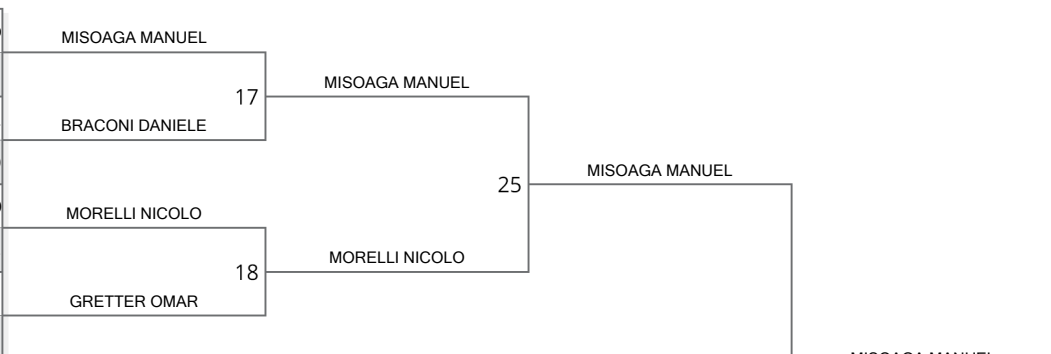 MISOAGA MANUEL
MISOAGA MANUEL
17
BRACONI DANIELE
MISOAGA MANUEL
25
MORELLI NICOLO
MORELLI NICOLO
18
GRETTER OMAR